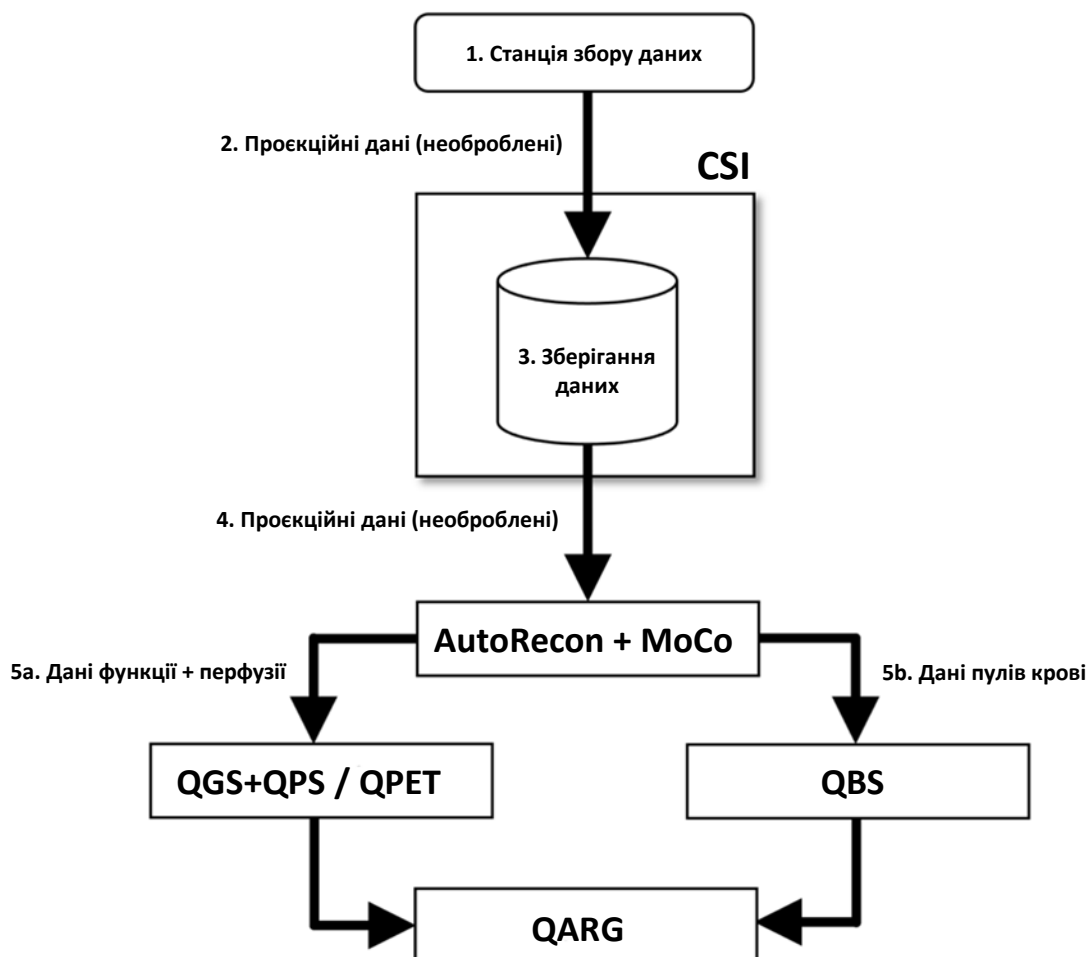 1. Станція збору даних
2. Проєкційні дані (необроблені)
CSI
3. Зберігання
даних
4. Проєкційні дані (необроблені)
AutoRecon + MoCo
5a. Дані функції + перфузії
5b. Дані пулів крові
QGS+QPS / QPET
QBS
QARG